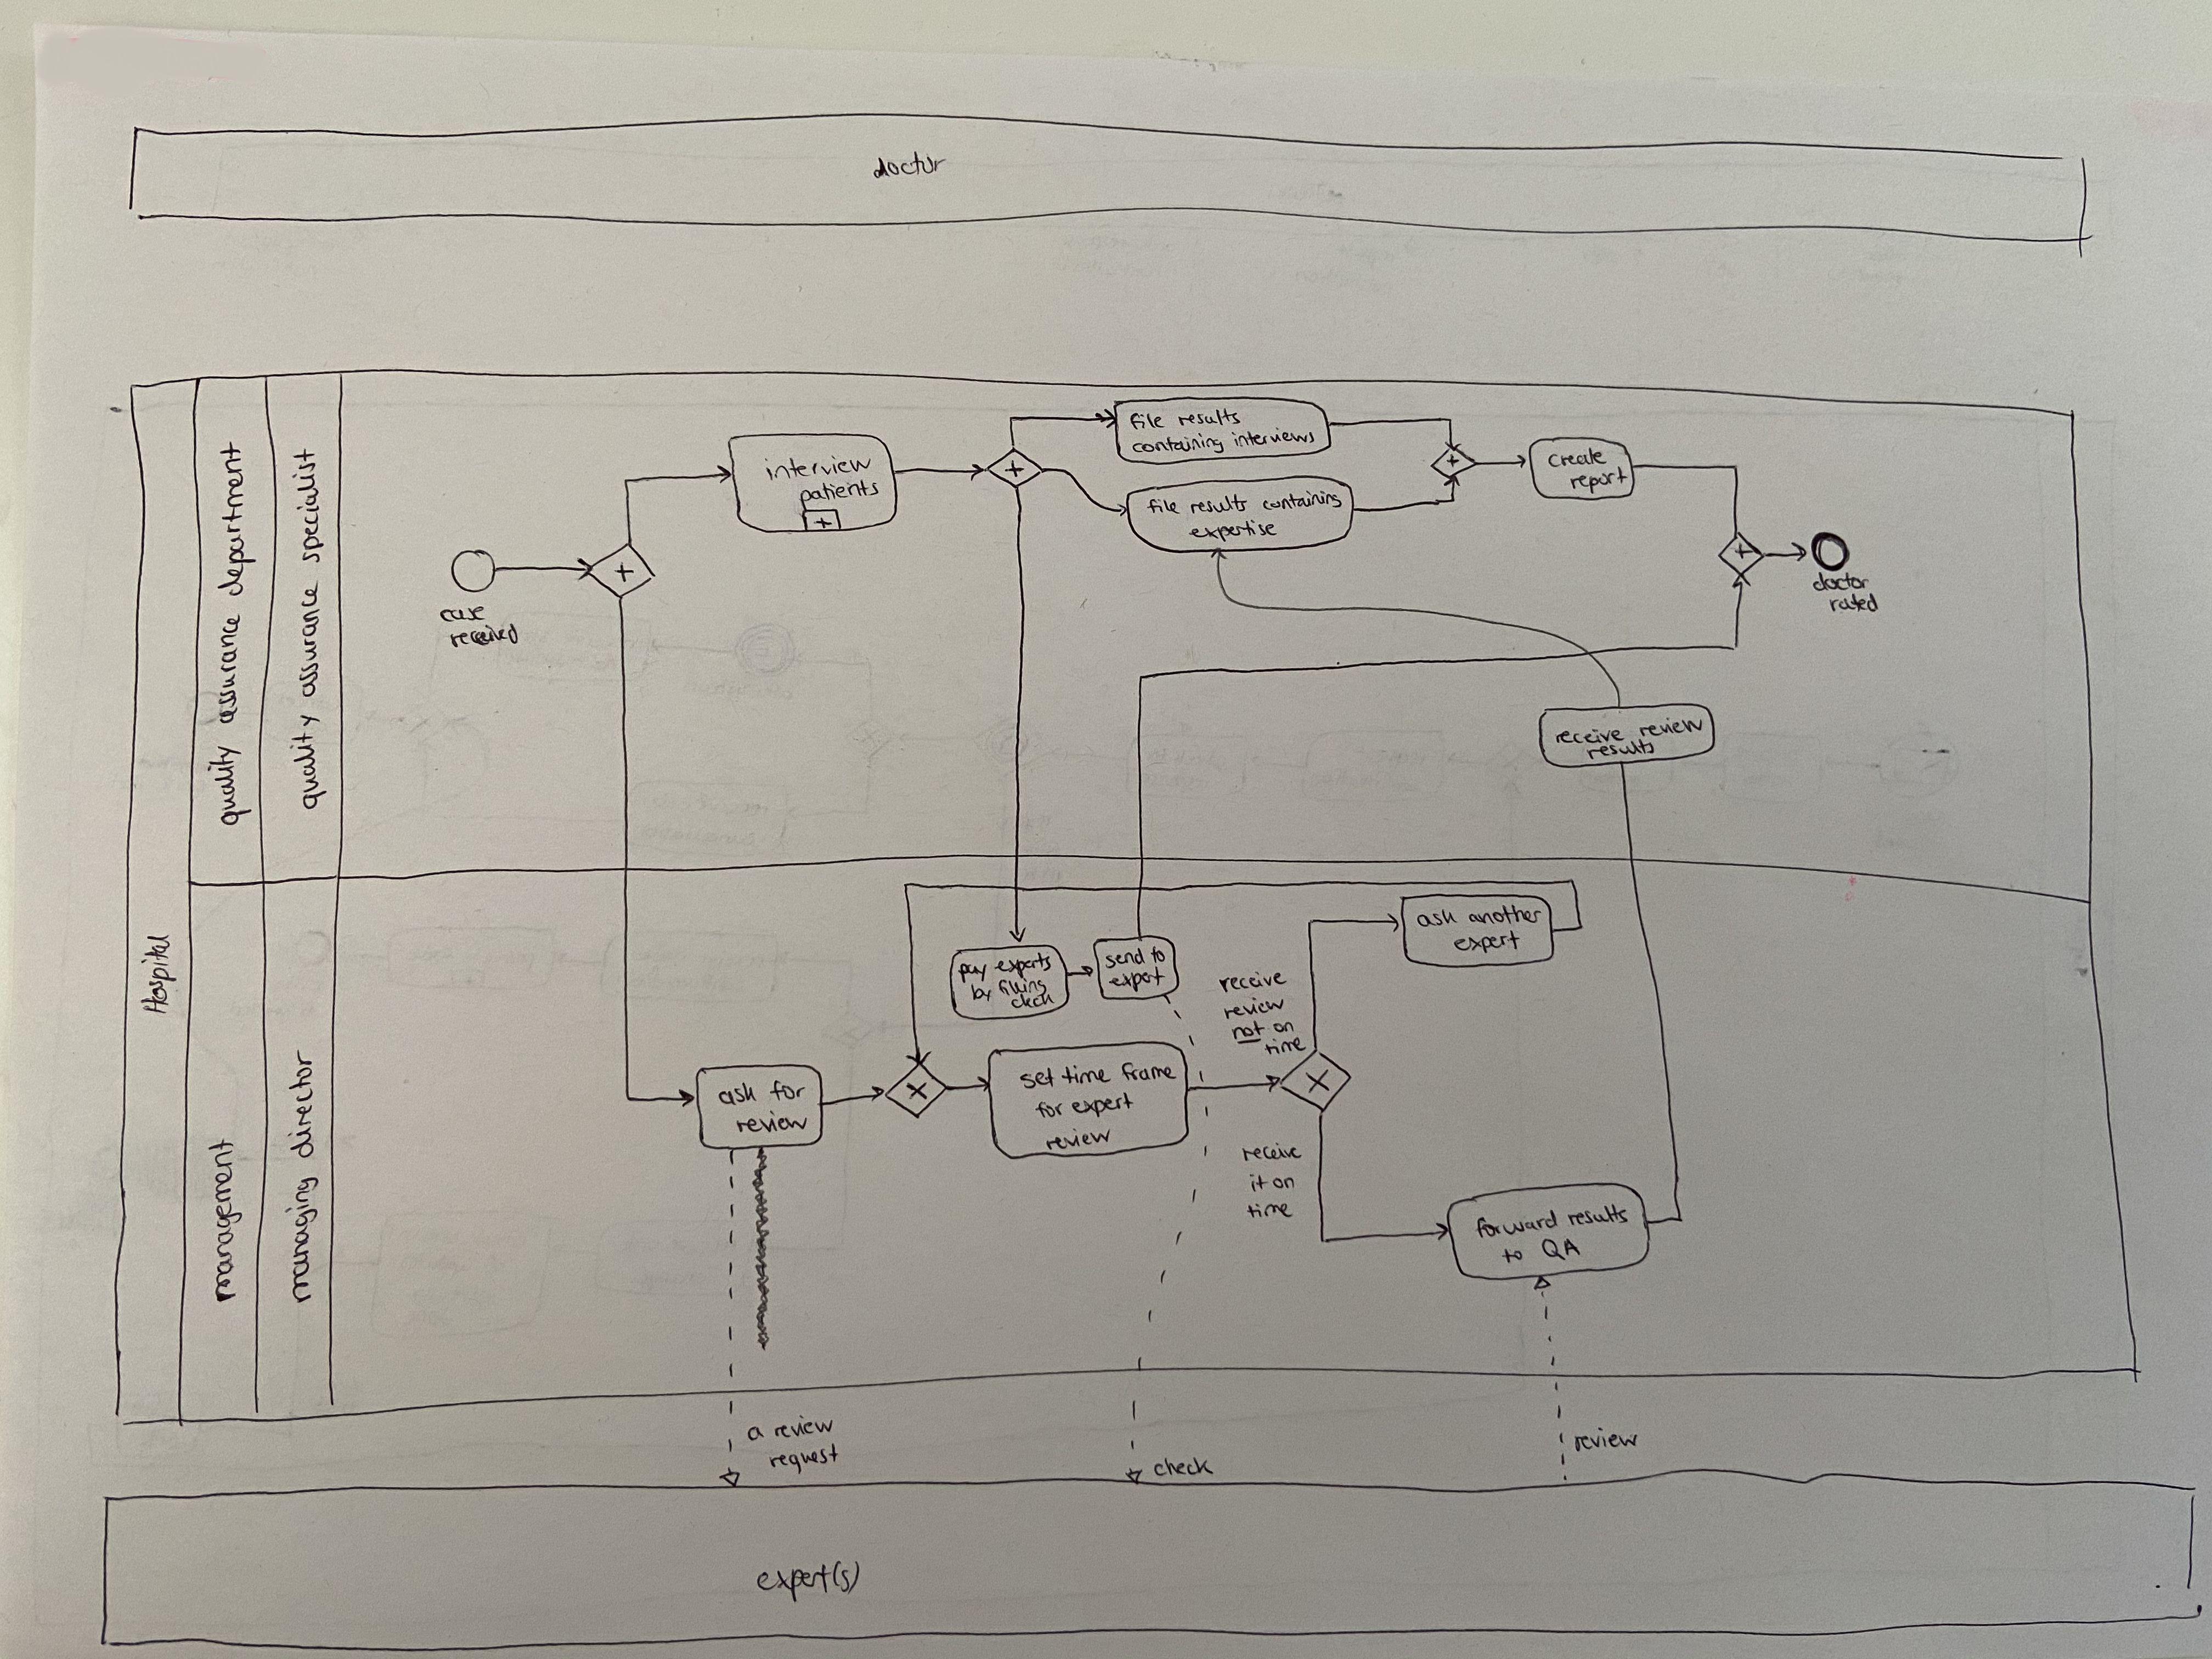 doctor
Hospital
quality assurance department
quality assurance specialist
management
managing director
case
received
interview
patients
file results
containing interviews
file results containing
expertise
create
report
doctor
rated
receive review
results
ask another
expert
pay experts
by filling
send to
expert
receive
review
not on
time
ask for
review
set time frame
for expert
review
receive
it on
time
forward results
to QA
a review
request
check
review
expert(s)